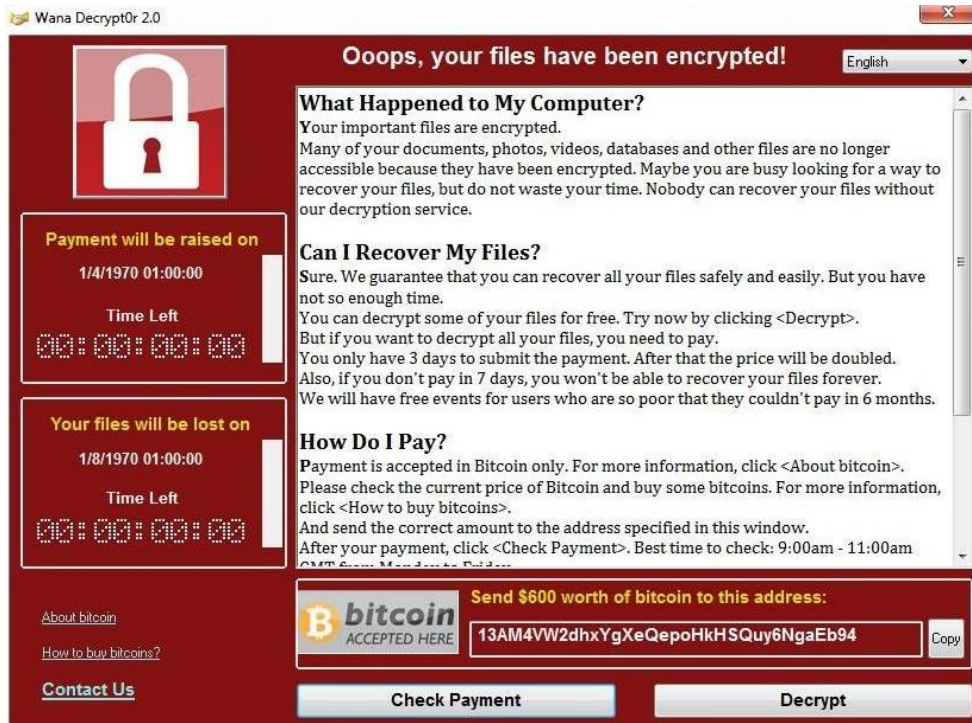 Wana Decrypt0r 2.0
Ooops, your files have been encrypted!
English
Payment will be raised on
1/4/1970 01:00:00
Time Left
00:00:00:00
Your files will be lost on
1/8/1970 01:00:00
Time Left
00:00:00:00
About bitcoin
How to buy bitcoins?
Contact Us
What Happened to My Computer?
Your important files are encrypted.
Many of your documents, photos, videos, databases and other files are no longer
accessible because they have been encrypted. Maybe you are busy looking for a way to
recover your files, but do not waste your time. Nobody can recover your files without
our decryption service.
Can I Recover My Files?
Sure. We guarantee that you can recover all your files safely and easily. But you have
not so enough time.
You can decrypt some of your files for free. Try now by clicking <Decrypt>.
But if you want to decrypt all your files, you need to pay.
You only have 3 days to submit the payment. After that the price will be doubled.
Also, if you don't pay in 7 days, you won't be able to recover your files forever.
We will have free events for users who are so poor that they couldn't pay in 6 months.
How Do I Pay?
Payment is accepted in Bitcoin only. For more information, click <About bitcoin>.
Please check the current price of Bitcoin and buy some bitcoins. For more information,
click <How to buy bitcoins>.
And send the correct amount to the address specified in this window.
After your payment, click <Check Payment>. Best time to check: 9:00am - 11:00am
GMT from Monday to Friday
bitcoin
ACCEPTED HERE
Send $600 worth of bitcoin to this address:
13AM4VW2dhxYgXeQepoHkHSQuy6NgaEb94
Copy
Check Payment
Decrypt